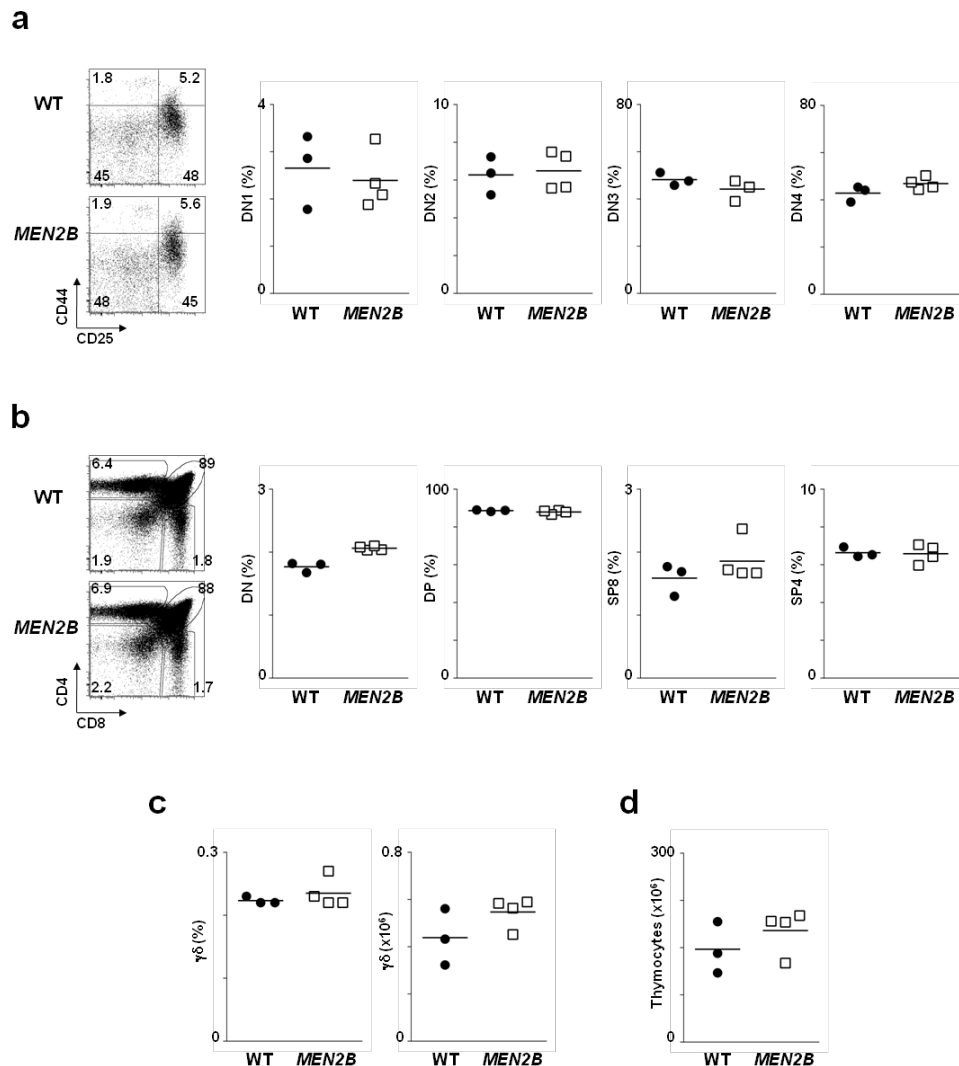 a
WT
1.8 5.2
45 48
MEN2B
1.9 5.6
48 45
CD44
CD25
DN1 (%)
4
0
WT MEN2B
DN2 (%)
10
0
WT MEN2B
DN3 (%)
80
0
WT MEN2B
DN4 (%)
80
0
WT MEN2B
b
WT
6.4 89
1.9 1.8
MEN2B
6.9 88
2.2 1.7
CD4
CD8
DN (%)
3
0
WT MEN2B
DP (%)
100
0
WT MEN2B
SP8 (%)
3
0
WT MEN2B
SP4 (%)
10
0
WT MEN2B
c
γδ (%)
0.3
0
WT MEN2B
γδ (x10⁶)
0.8
0
WT MEN2B
d
Thymocytes (x10⁶)
300
0
WT MEN2B